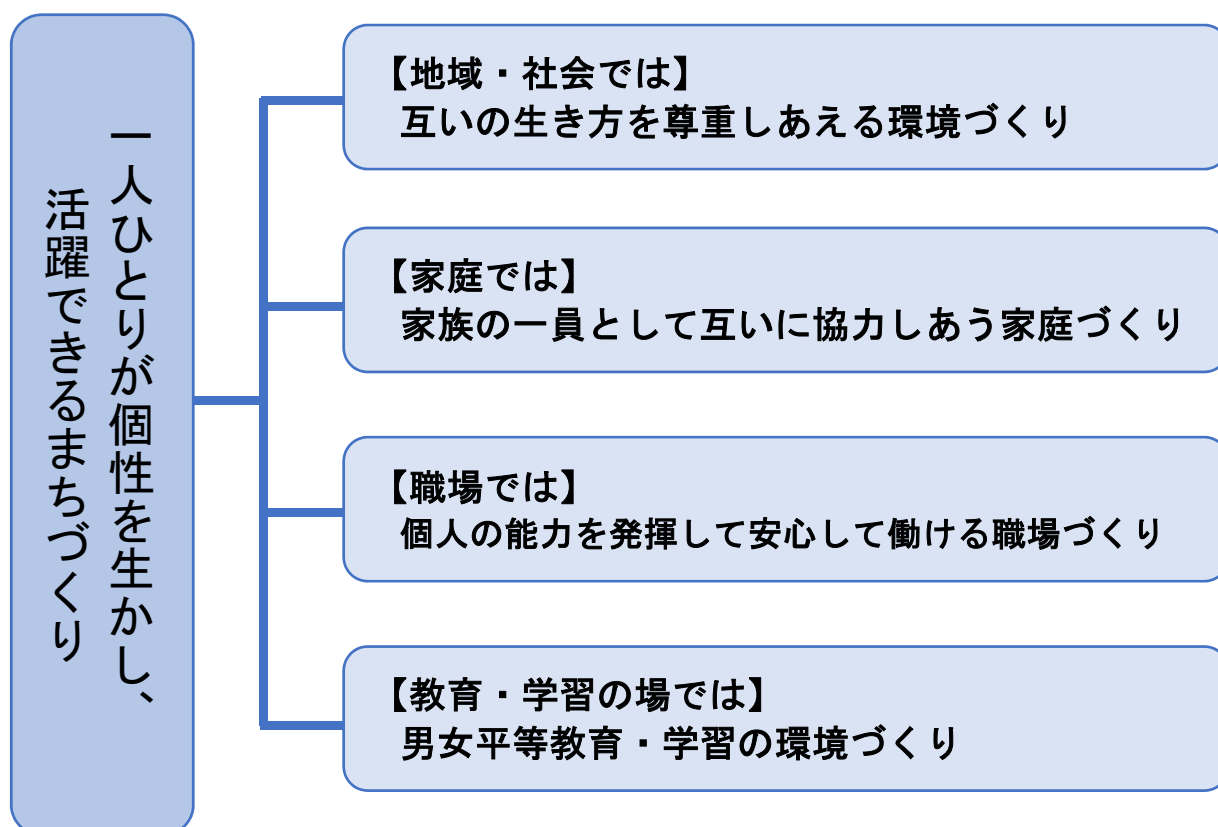 一人ひとりが個性を生かし、
活躍できるまちづくり
【地域・社会では】
互いの生き方を尊重しあえる環境づくり
【家庭では】
家族の一員として互いに協力しあう家庭づくり
【職場では】
個人の能力を発揮して安心して働ける職場づくり
【教育・学習の場では】
男女平等教育・学習の環境づくり